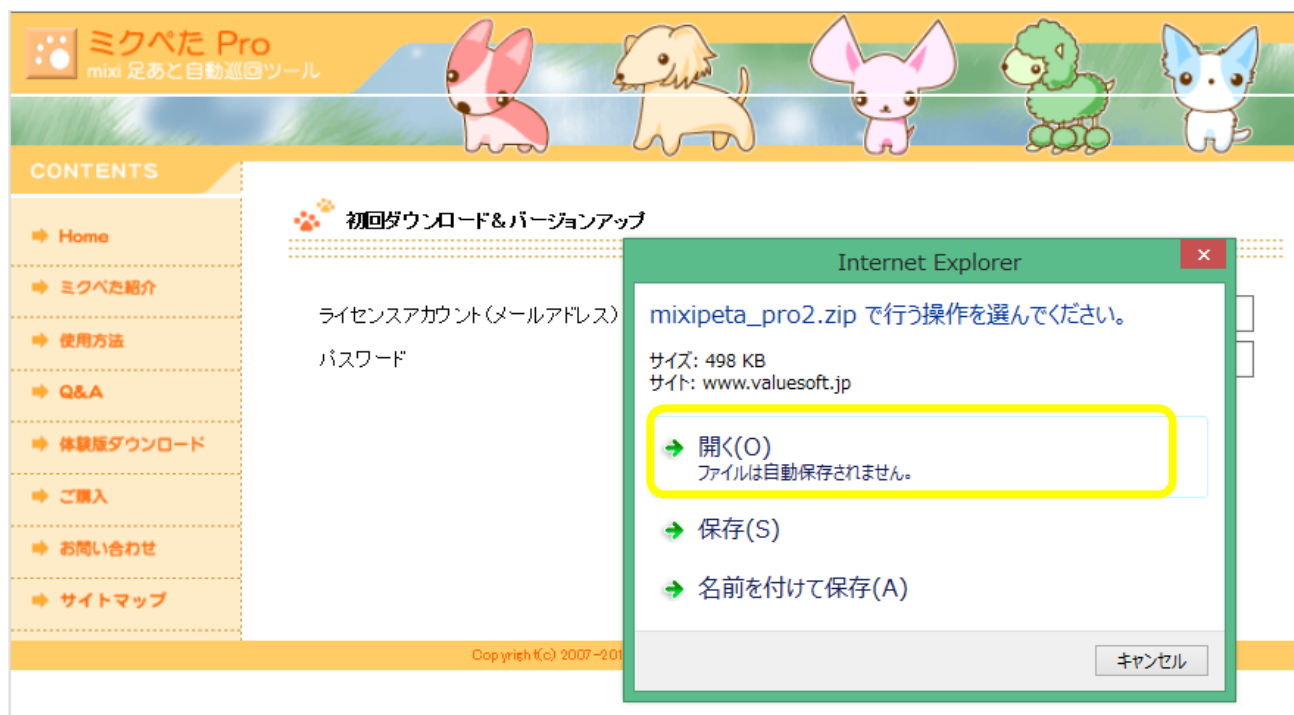 ミクぺた Pro
mixi 足あと自動巡回ツール
CONTENTS
Home
ミクぺた紹介
使用方法
Q&A
体験版ダウンロード
ご購入
お問い合わせ
サイトマップ
初回ダウンロード&バージョンアップ
ライセンスアカウント(メールアドレス)
パスワード
Internet Explorer
mixipeta_pro2.zip で行う操作を選んでください。
サイズ: 498 KB
サイト: www.valuesoft.jp
開く(O)
ファイルは自動保存されません。
保存(S)
名前を付けて保存(A)
キャンセル
Copyright(c) 2007-201